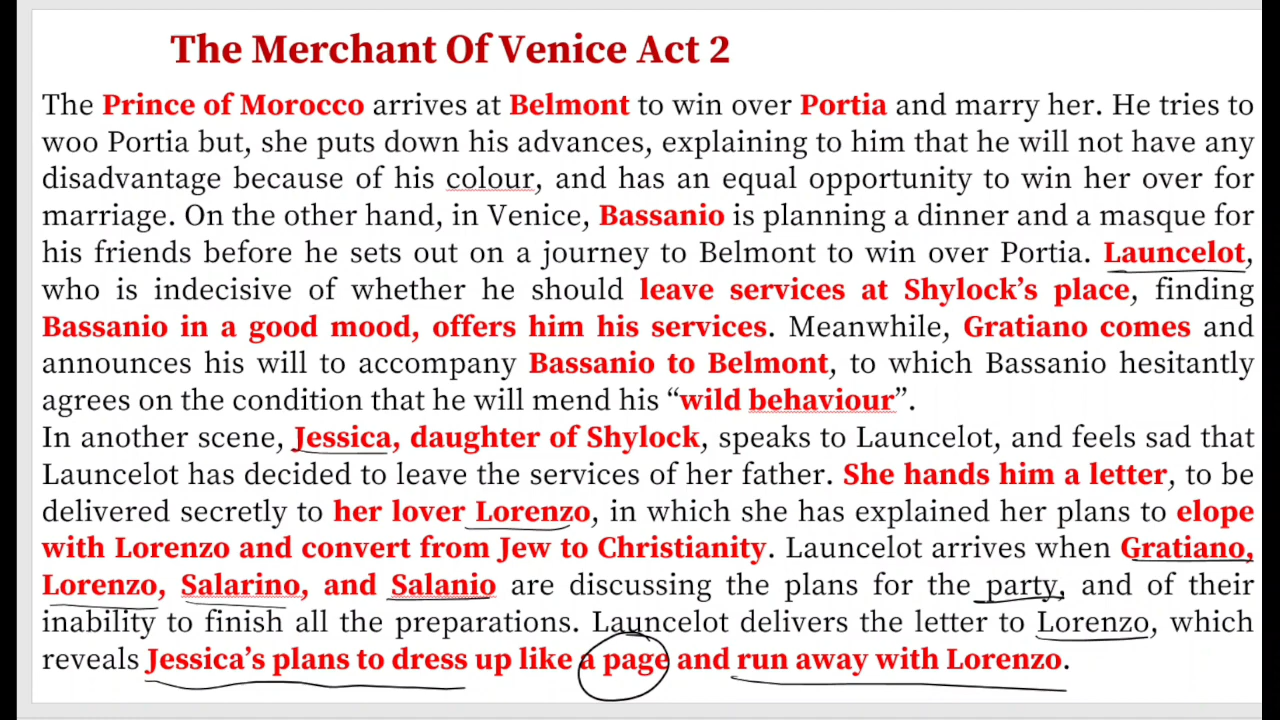 The Merchant Of Venice Act 2
The Prince of Morocco arrives at Belmont to win over Portia and marry her. He tries to
woo Portia but, she puts down his advances, explaining to him that he will not have any
disadvantage because of his colour, and has an equal opportunity to win her over for
marriage. On the other hand, in Venice, Bassanio is planning a dinner and a masque for
his friends before he sets out on a journey to Belmont to win over Portia. Launcelot,
who is indecisive of whether he should leave services at Shylock’s place, finding
Bassanio in a good mood, offers him his services. Meanwhile, Gratiano comes and
announces his will to accompany Bassanio to Belmont, to which Bassanio hesitantly
agrees on the condition that he will mend his “wild behaviour”.
In another scene, Jessica, daughter of Shylock, speaks to Launcelot, and feels sad that
Launcelot has decided to leave the services of her father. She hands him a letter, to be
delivered secretly to her lover Lorenzo, in which she has explained her plans to elope
with Lorenzo and convert from Jew to Christianity. Launcelot arrives when Gratiano,
Lorenzo, Salarino, and Salanio are discussing the plans for the party, and of their
inability to finish all the preparations. Launcelot delivers the letter to Lorenzo, which
reveals Jessica’s plans to dress up like a page and run away with Lorenzo.